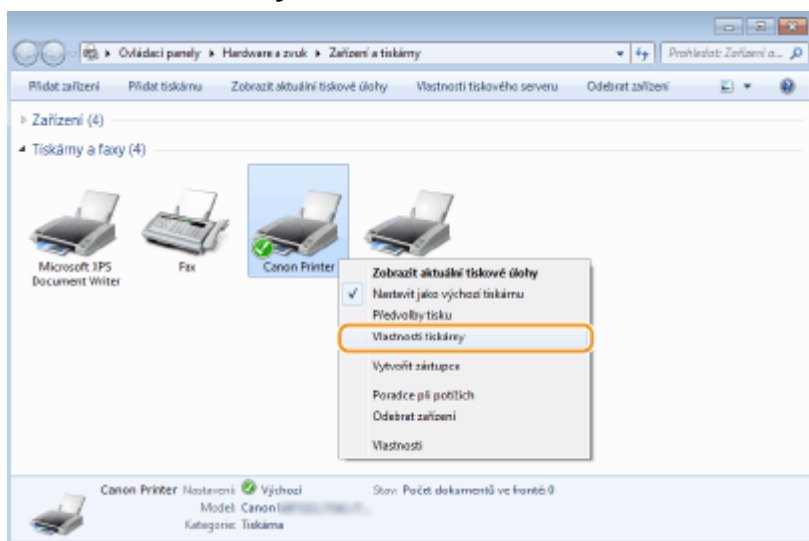 Ovládací panely ▸ Hardware a zvuk ▸ Zařízení a tiskárny
Prohledat: Zařízení a...
Přidat zařízení Přidat tiskárnu Zobrazit aktuální tiskové úlohy Vlastnosti tiskového serveru Odebrat zařízení
Zařízení (4)
Tiskárny a faxy (4)
Microsoft XPS
Document Writer
Fax
Canon Printer
Zobrazit aktuální tiskové úlohy
Nastavit jako výchozí tiskárnu
Předvolby tisku
Vlastnosti tiskárny
Vytvořit zástupce
Poradce při potížích
Odebrat zařízení
Vlastnosti
Canon Printer Nastavení: Výchozí Stav: Počet dokumentů ve frontě: 0
Model: Canon
Kategorie: Tiskárna